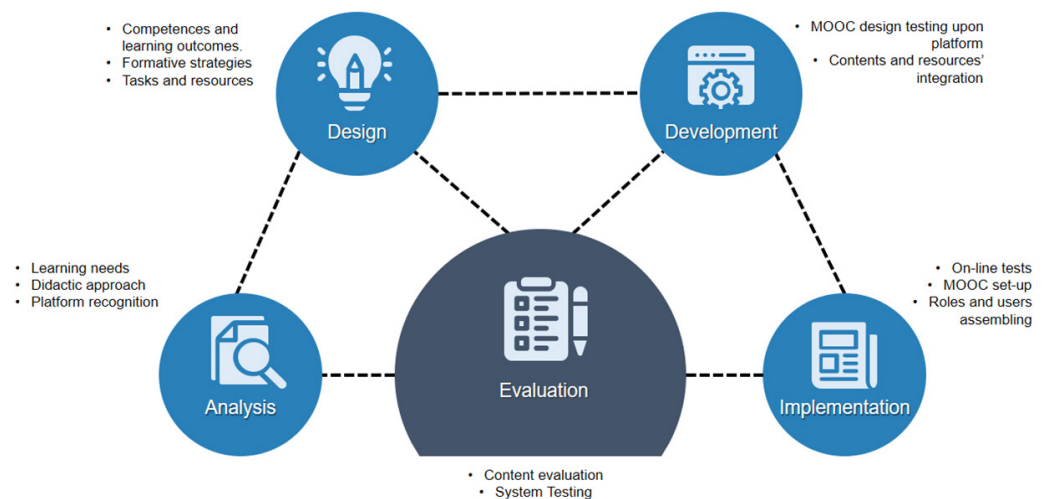 • Competences and
learning outcomes.
• Formative strategies
• Tasks and resources
Design
• MOOC design testing upon
platform
• Contents and resources'
integration
Development
• Learning needs
• Didactic approach
• Platform recognition
Analysis
• On-line tests
• MOOC set-up
• Roles and users
assembling
Implementation
Evaluation
• Content evaluation
• System Testing